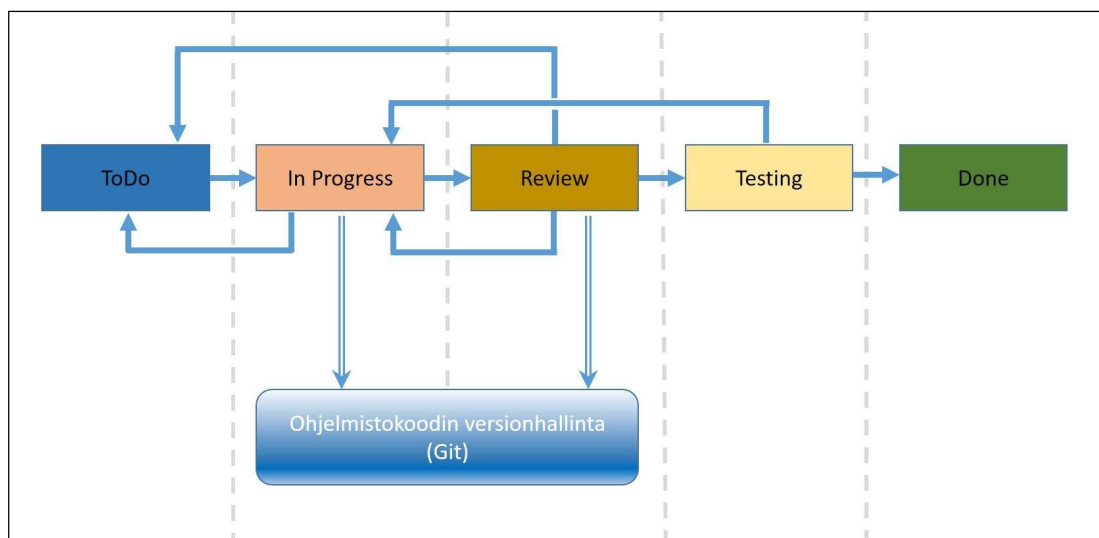 ToDo
In Progress
Review
Testing
Done
Ohjelmistokoodin versionhallinta
(Git)